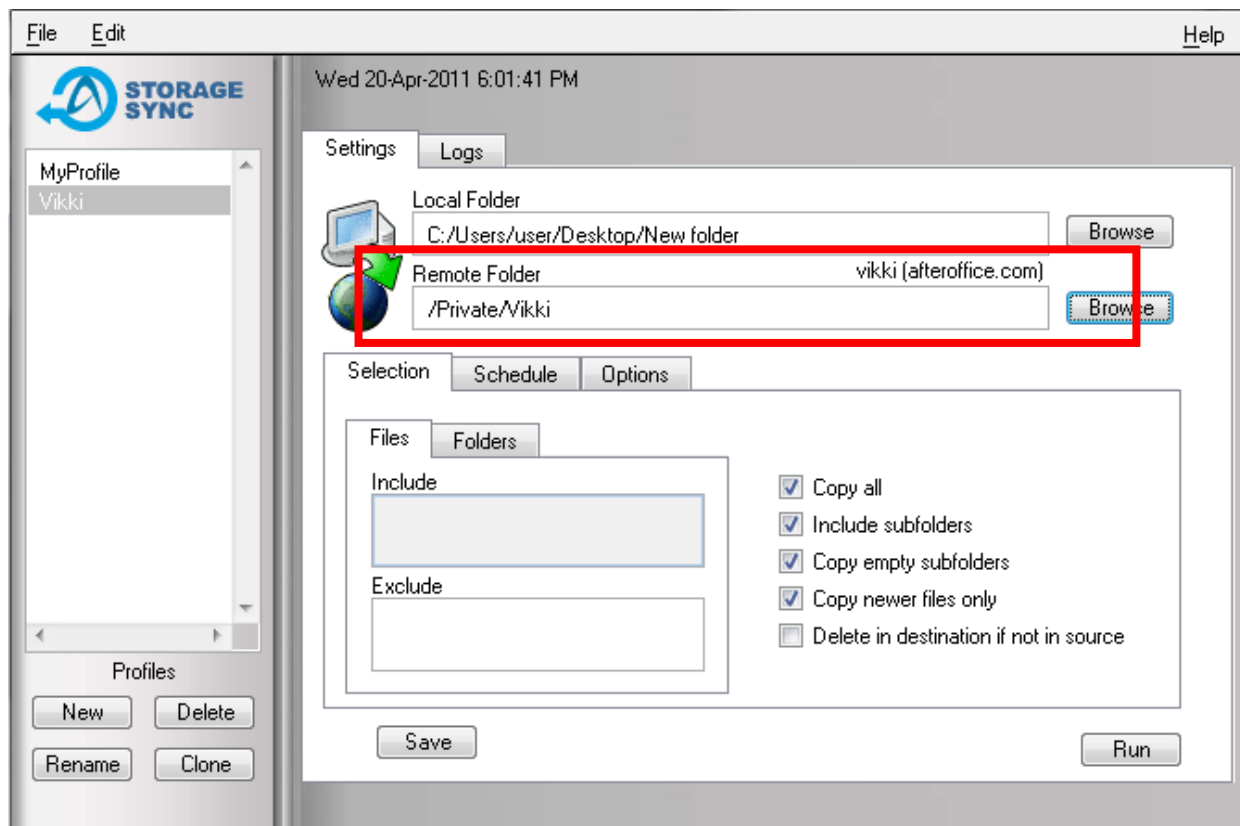 File Edit Help
STORAGE
SYNC
Wed 20-Apr-2011 6:01:41 PM
Settings Logs
MyProfile
Vikki
Local Folder
C:/Users/user/Desktop/New folder Browse
Remote Folder vikki (afteroffice.com)
/Private/Vikki Browse
Selection Schedule Options
Files Folders
Include
Exclude
Copy all
Include subfolders
Copy empty subfolders
Copy newer files only
Delete in destination if not in source
Profiles
New Delete
Rename Clone
Save Run